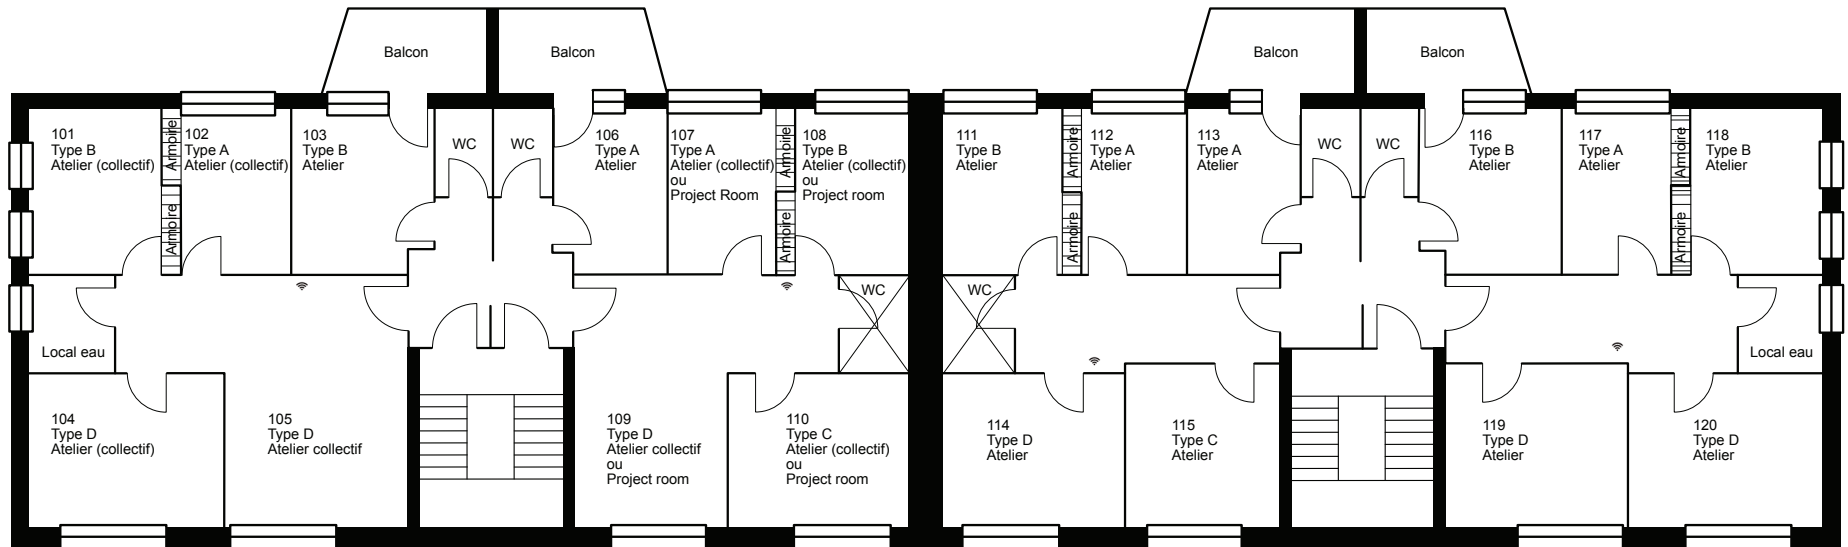 Balcon
Balcon
Balcon
Balcon
101
Type B
Atelier (collectif)
Armoire
Armoire
102
Type A
Atelier (collectif)
103
Type B
Atelier
WC
WC
106
Type A
Atelier
107
Type A
Atelier (collectif)
ou
Project Room
Armoire
Armoire
108
Type B
Atelier (collectif)
ou
Project room
111
Type B
Atelier
Armoire
Armoire
112
Type A
Atelier
113
Type A
Atelier
WC
WC
116
Type B
Atelier
117
Type A
Atelier
Armoire
Armoire
118
Type B
Atelier
Local eau
WC
WC
Local eau
104
Type D
Atelier (collectif)
105
Type D
Atelier collectif
109
Type D
Atelier collectif
ou
Project room
110
Type C
Atelier (collectif)
ou
Project room
114
Type D
Atelier
115
Type C
Atelier
119
Type D
Atelier
120
Type D
Atelier